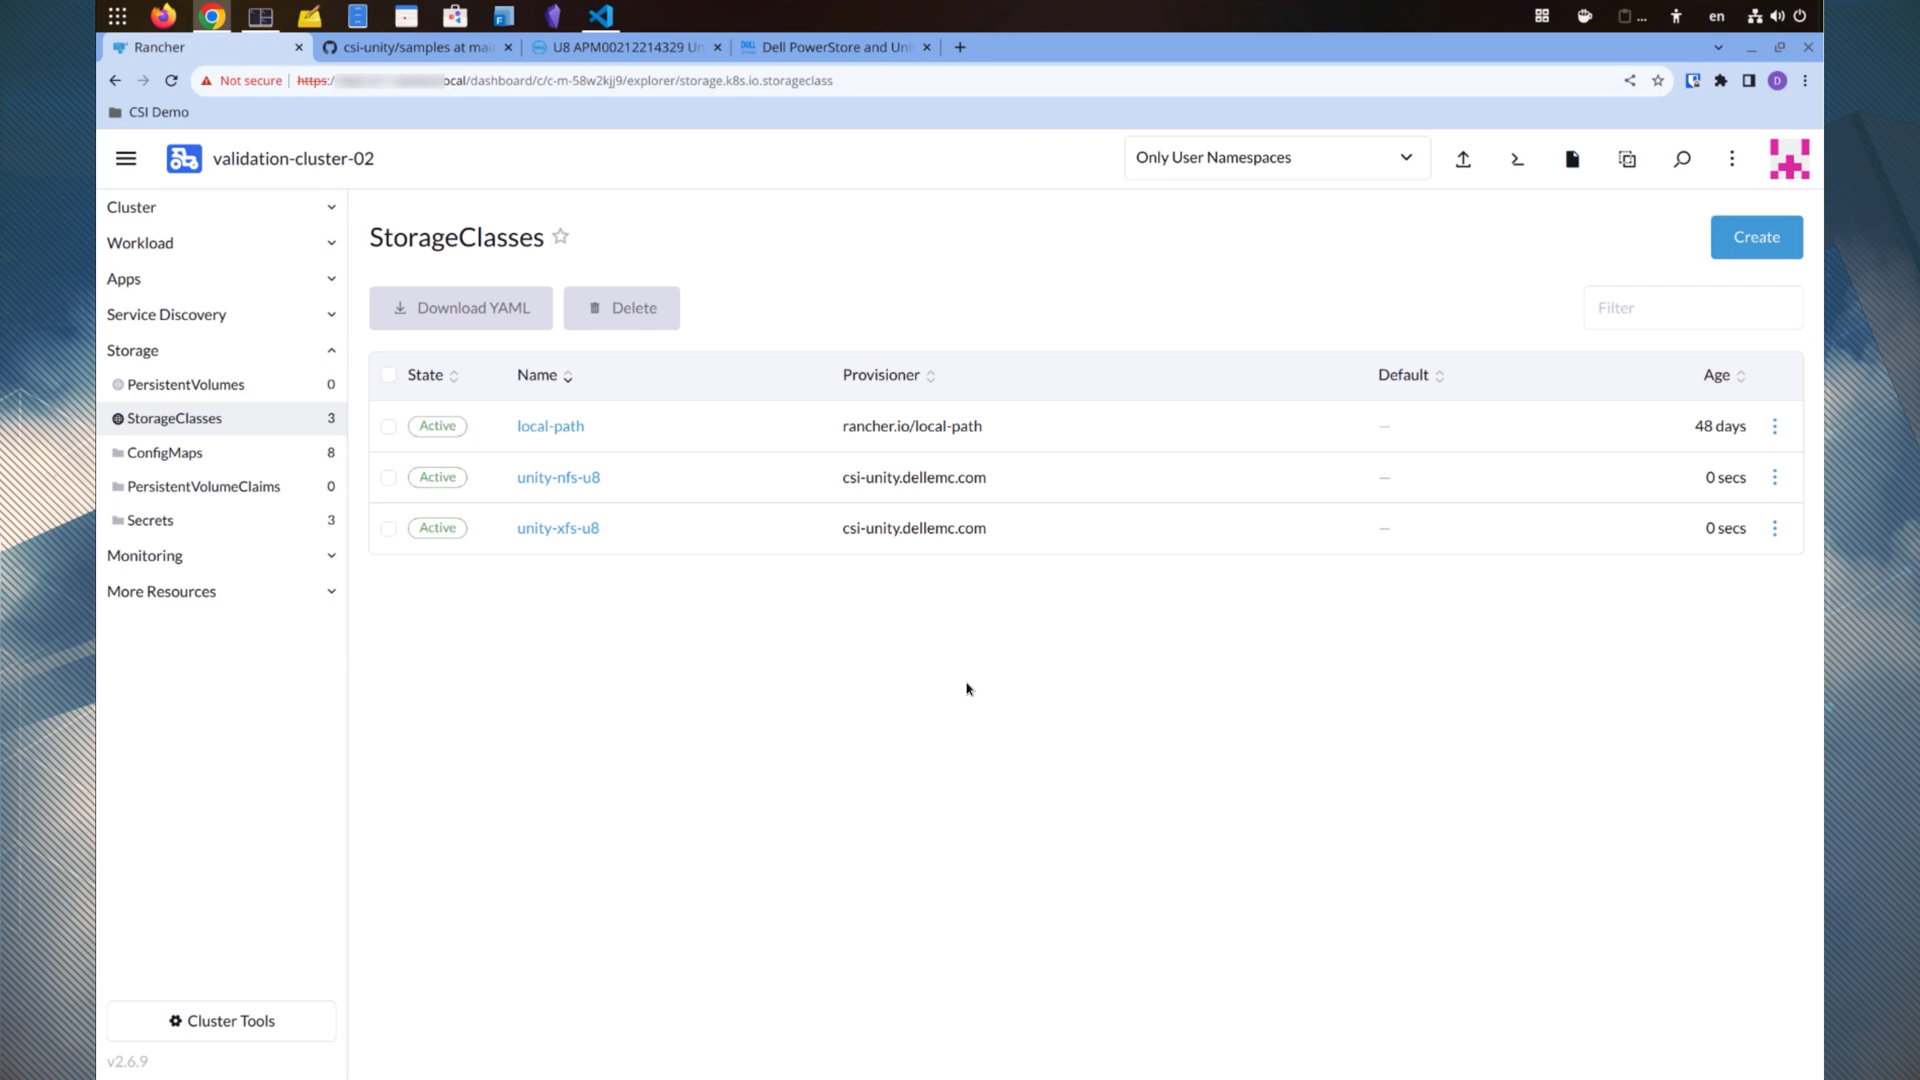 en
Rancher
csi-unity/samples at mai
U8 APM00212214329 Un
Dell PowerStore and Uni
Not secure
https:/
ocal/dashboard/c/c-m-58w2kjj9/explorer/storage.k8s.io.storageclass
D
CSI Demo
validation-cluster-02
Only User Namespaces
Cluster
Workload
Apps
Service Discovery
Storage
PersistentVolumes 0
StorageClasses 3
ConfigMaps 8
PersistentVolumeClaims 0
Secrets 3
Monitoring
More Resources
Cluster Tools
v2.6.9
StorageClasses
Create
Download YAML
Delete
Filter
State Name Provisioner Default Age
Active local-path rancher.io/local-path — 48 days
Active unity-nfs-u8 csi-unity.dellemc.com — 0 secs
Active unity-xfs-u8 csi-unity.dellemc.com — 0 secs